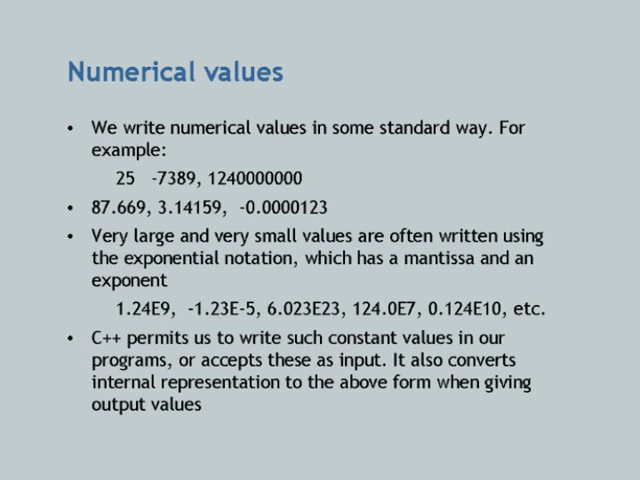 Numerical values
• We write numerical values in some standard way. For
example:
25 -7389, 1240000000
• 87.669, 3.14159, -0.0000123
• Very large and very small values are often written using
the exponential notation, which has a mantissa and an
exponent
1.24E9, -1.23E-5, 6.023E23, 124.0E7, 0.124E10, etc.
• C++ permits us to write such constant values in our
programs, or accepts these as input. It also converts
internal representation to the above form when giving
output values